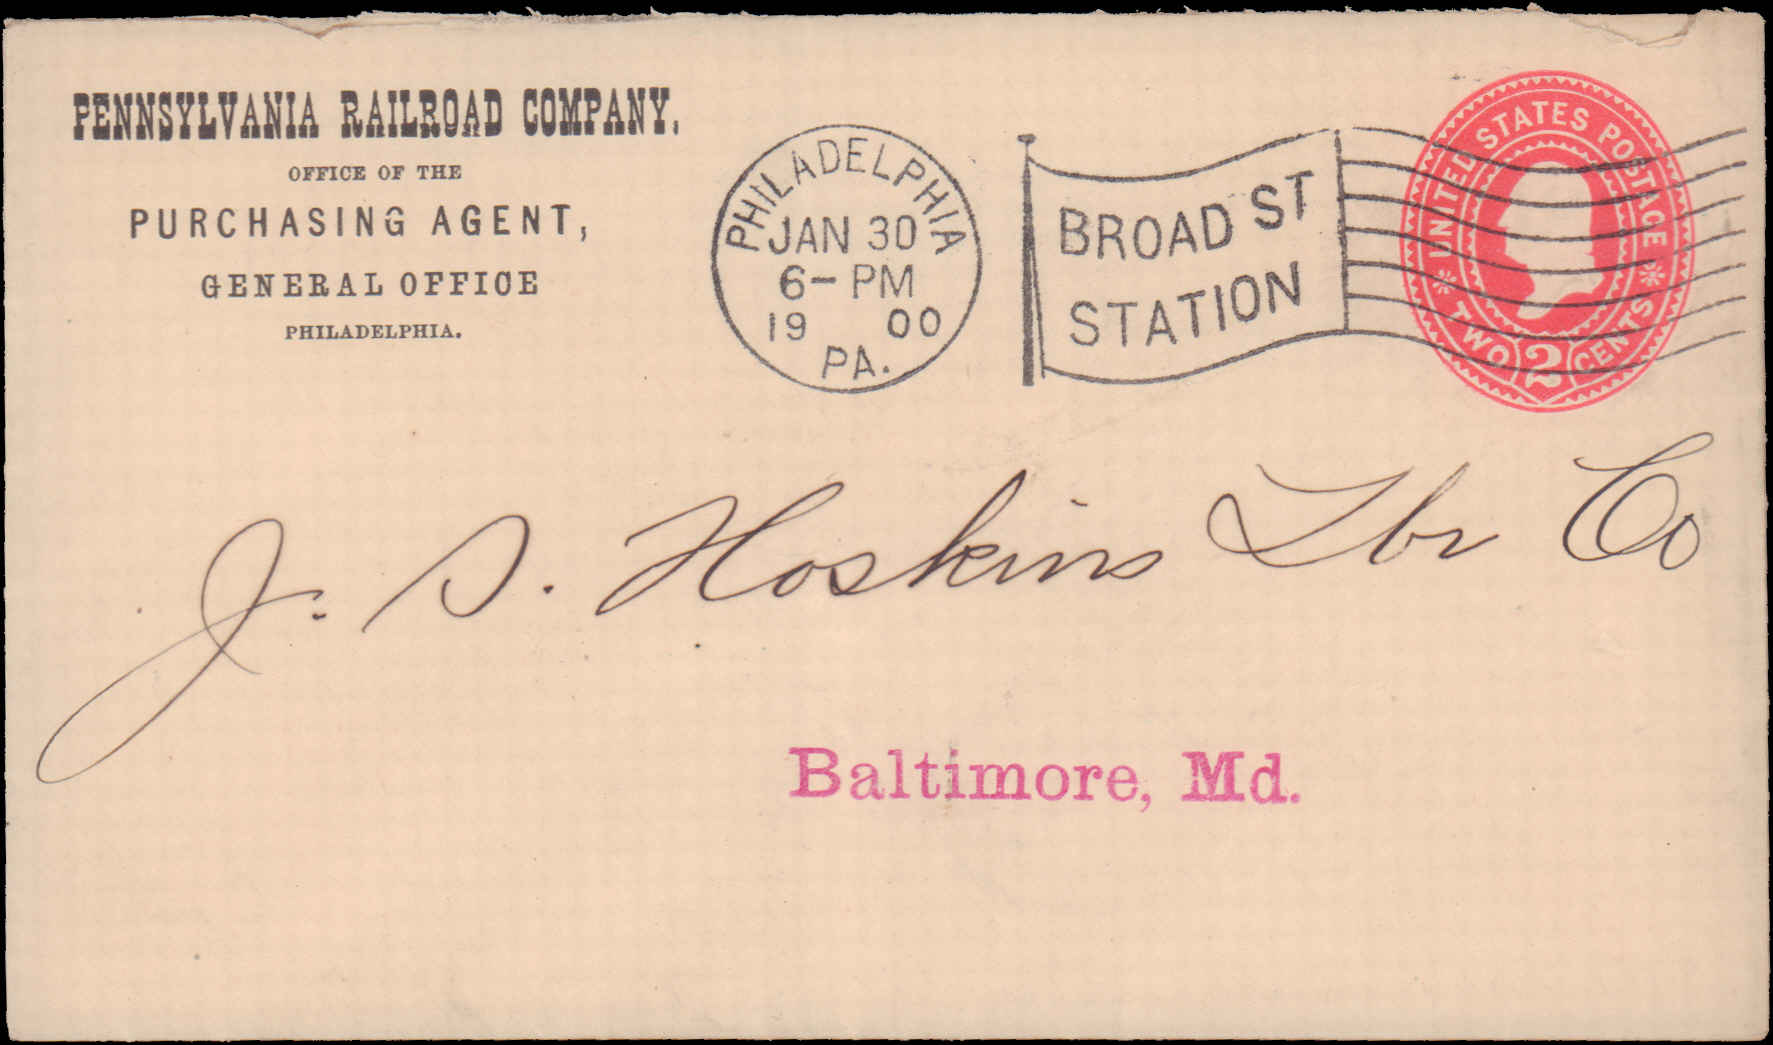 PENNSYLVANIA RAILROAD COMPANY.
OFFICE OF THE
PURCHASING AGENT,
GENERAL OFFICE
PHILADELPHIA.
PHILADELPHIA
JAN 30
6-PM
19 00
PA.
BROAD ST
STATION
UNITED STATES POSTAGE
TWO 2 CENTS
J. S. Hoskins Lbr Co
Baltimore, Md.